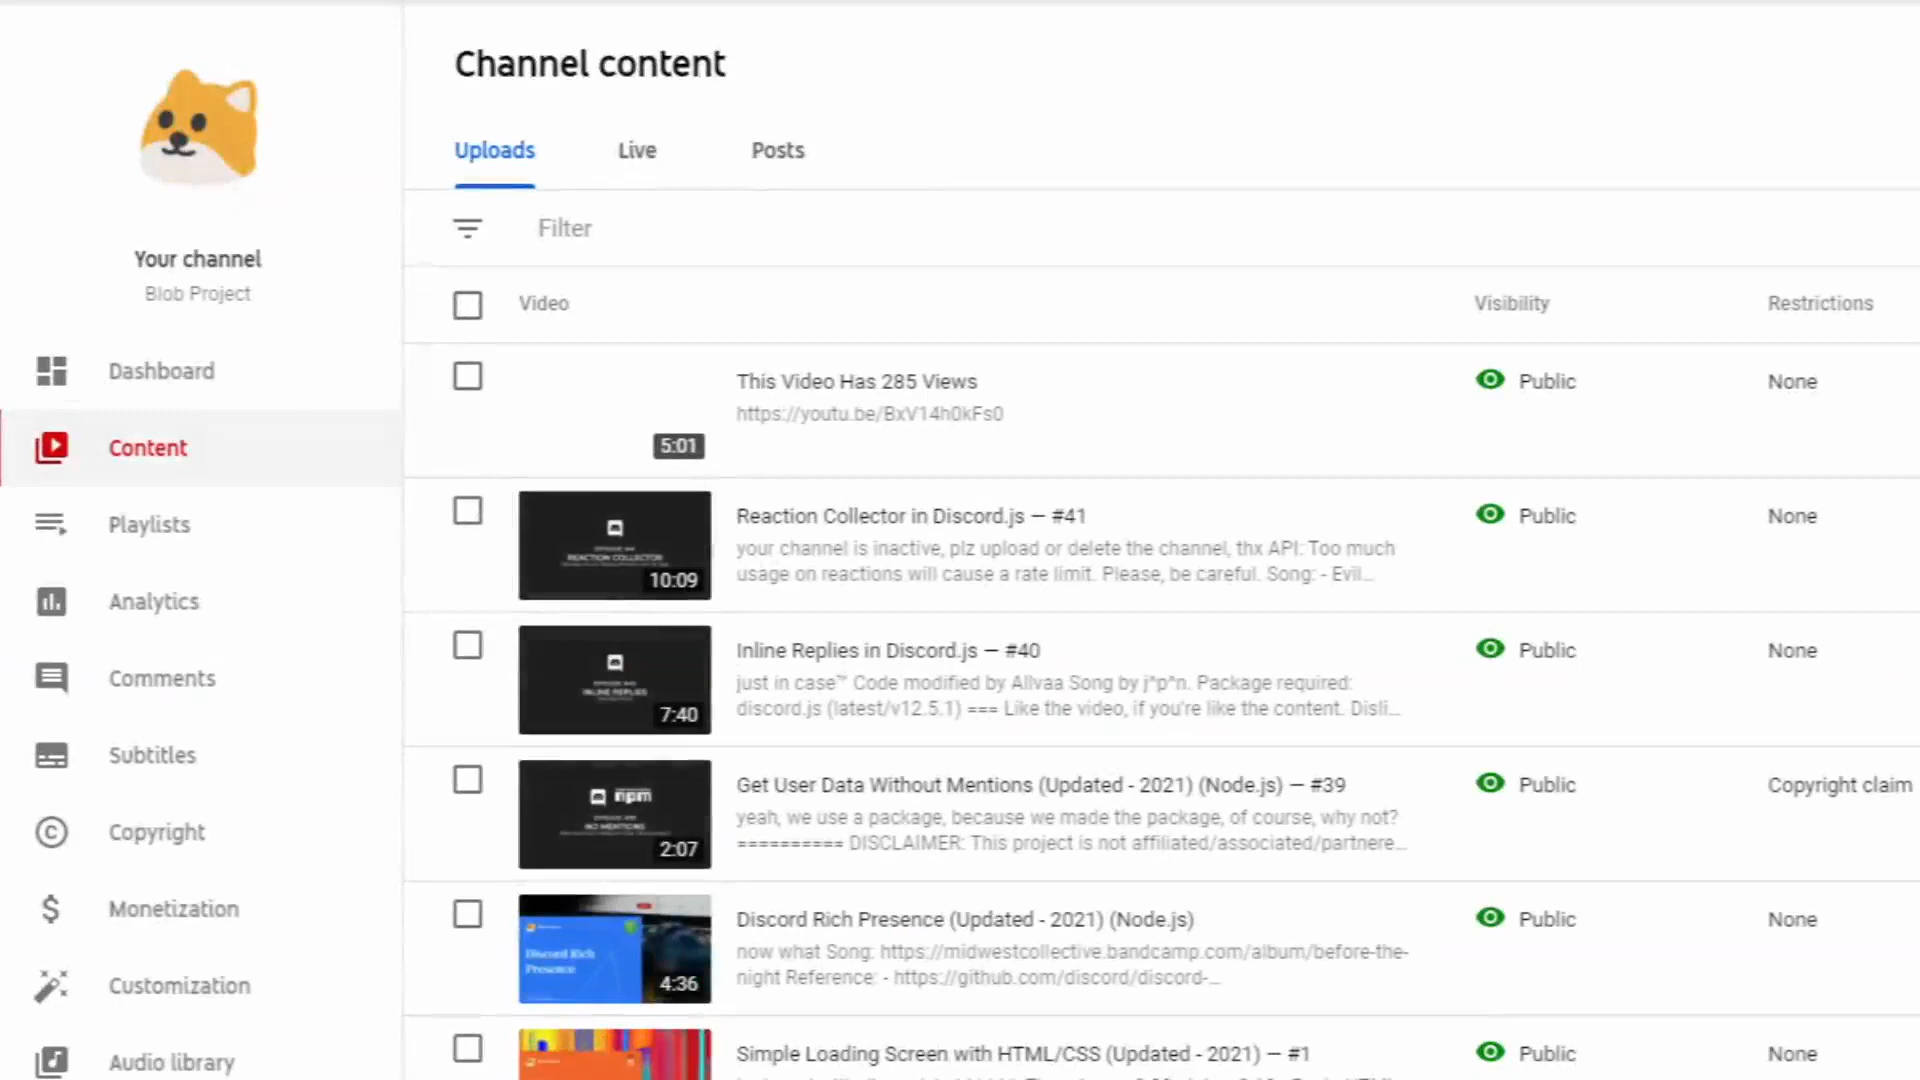 Channel content
Uploads
Live
Posts
Filter
Your channel
Blob Project
Dashboard
Content
Playlists
Analytics
Comments
Subtitles
Copyright
Monetization
Customization
Audio library
Video
Visibility
Restrictions
5:01
This Video Has 285 Views
https://youtu.be/BxV14h0kFs0
Public
None
REACTION COLLECTOR
10:09
Reaction Collector in Discord.js — #41
your channel is inactive, plz upload or delete the channel, thx API: Too much
usage on reactions will cause a rate limit. Please, be careful. Song: - Evil...
Public
None
INLINE REPLIES
7:40
Inline Replies in Discord.js — #40
just in case™ Code modified by Allvaa Song by j^p^n. Package required:
discord.js (latest/v12.5.1) === Like the video, if you're like the content. Disli...
Public
None
npm
NO MENTIONS
2:07
Get User Data Without Mentions (Updated - 2021) (Node.js) — #39
yeah, we use a package, because we made the package, of course, why not?
========== DISCLAIMER: This project is not affiliated/associated/partnere...
Public
Copyright claim
Discord Rich
Presence
4:36
Discord Rich Presence (Updated - 2021) (Node.js)
now what Song: https://midwestcollective.bandcamp.com/album/before-the-
night Reference: - https://github.com/discord/discord-...
Public
None
Simple Loading Screen with HTML/CSS (Updated - 2021) — #1
Public
None